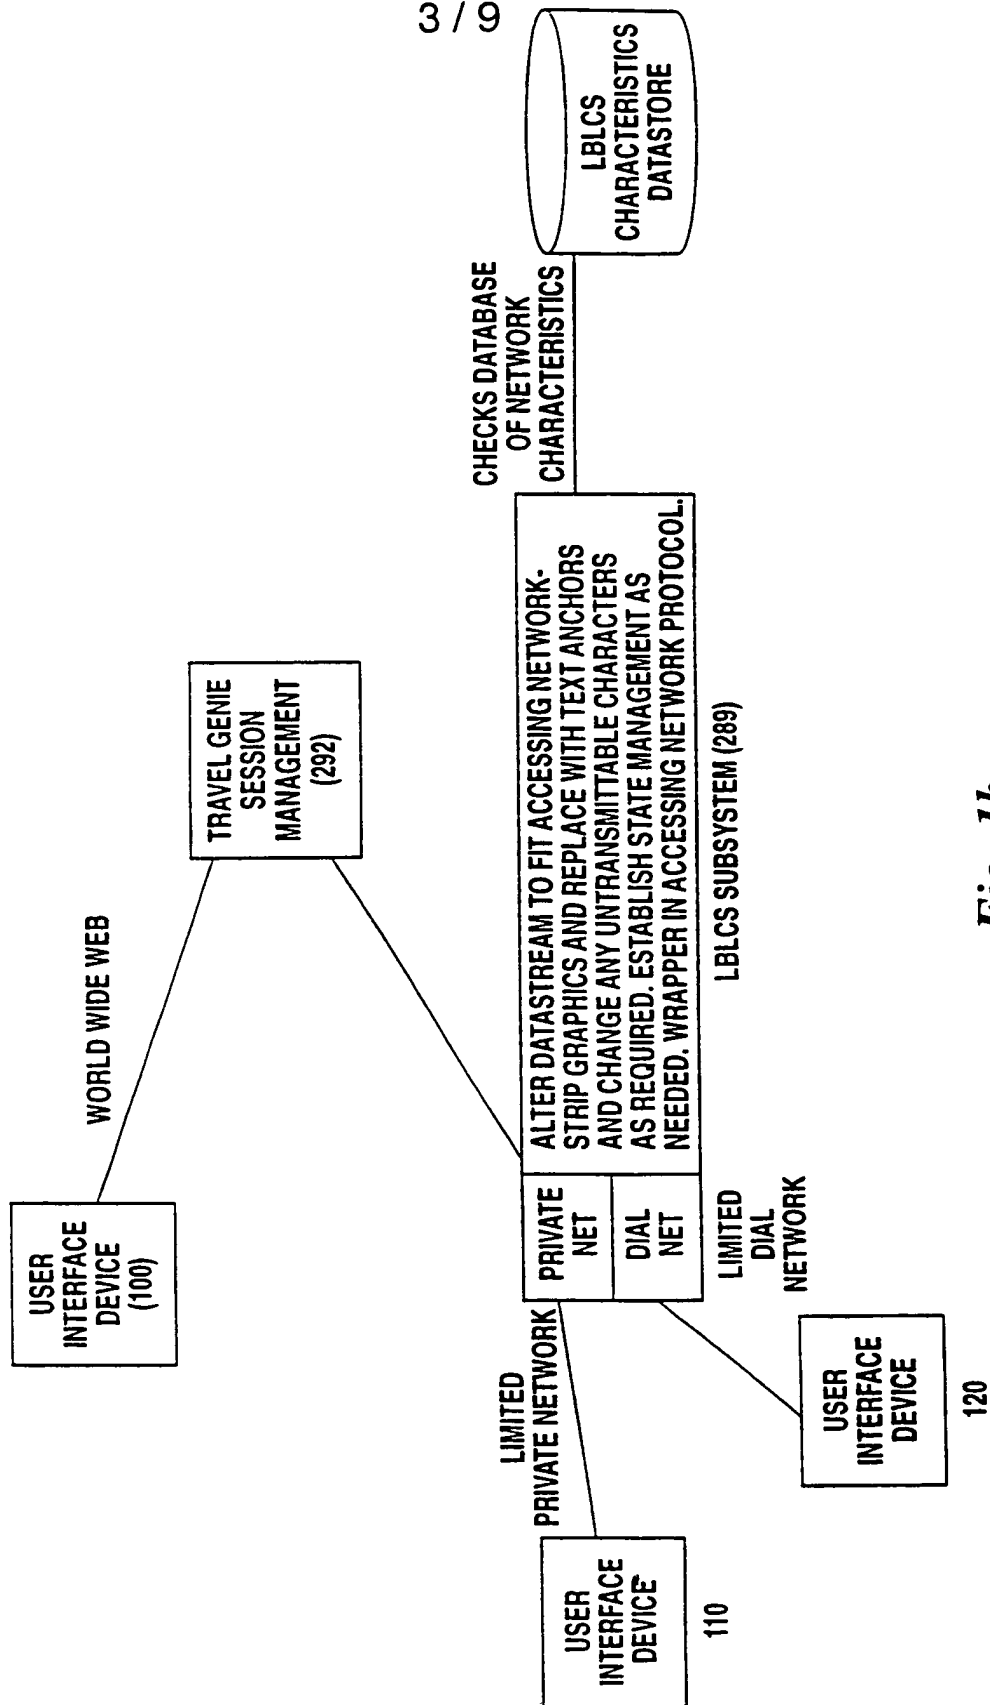 3 / 9
USER
INTERFACE
DEVICE
(100)
WORLD WIDE WEB
TRAVEL GENIE
SESSION
MANAGEMENT
(292)
CHECKS DATABASE
OF NETWORK
CHARACTERISTICS
LBLCS
CHARACTERISTICS
DATASTORE
LIMITED
PRIVATE NETWORK
PRIVATE
NET
DIAL
NET
ALTER DATASTREAM TO FIT ACCESSING NETWORK-
STRIP GRAPHICS AND REPLACE WITH TEXT ANCHORS
AND CHANGE ANY UNTRANSMITTABLE CHARACTERS
AS REQUIRED. ESTABLISH STATE MANAGEMENT AS
NEEDED. WRAPPER IN ACCESSING NETWORK PROTOCOL.
LBLCS SUBSYSTEM (289)
LIMITED
DIAL
NETWORK
USER
INTERFACE
DEVICE
110
USER
INTERFACE
DEVICE
120